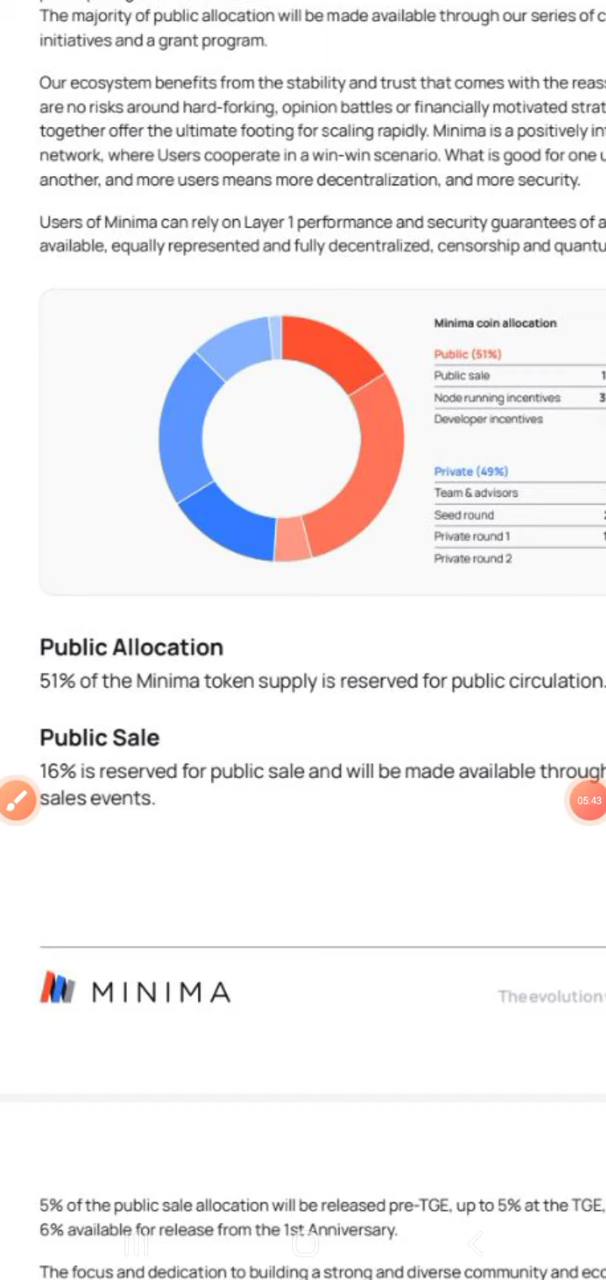 The majority of public allocation will be made available through our series of c
initiatives and a grant program.
Our ecosystem benefits from the stability and trust that comes with the reas
are no risks around hard-forking, opinion battles or financially motivated strat
together offer the ultimate footing for scaling rapidly. Minima is a positively in
network, where Users cooperate in a win-win scenario. What is good for one u
another, and more users means more decentralization, and more security.
Users of Minima can rely on Layer 1 performance and security guarantees of a
available, equally represented and fully decentralized, censorship and quantu
Minima coin allocation
Public (51%)
Public sale 1
Node running incentives 3
Developer incentives
Private (49%)
Team & advisors
Seed round 2
Private round 1 1
Private round 2
Public Allocation
51% of the Minima token supply is reserved for public circulation.
Public Sale
16% is reserved for public sale and will be made available through
sales events.
05:43
MINIMA
The evolution
5% of the public sale allocation will be released pre-TGE, up to 5% at the TGE,
6% available for release from the 1st Anniversary.
The focus and dedication to building a strong and diverse community and eco